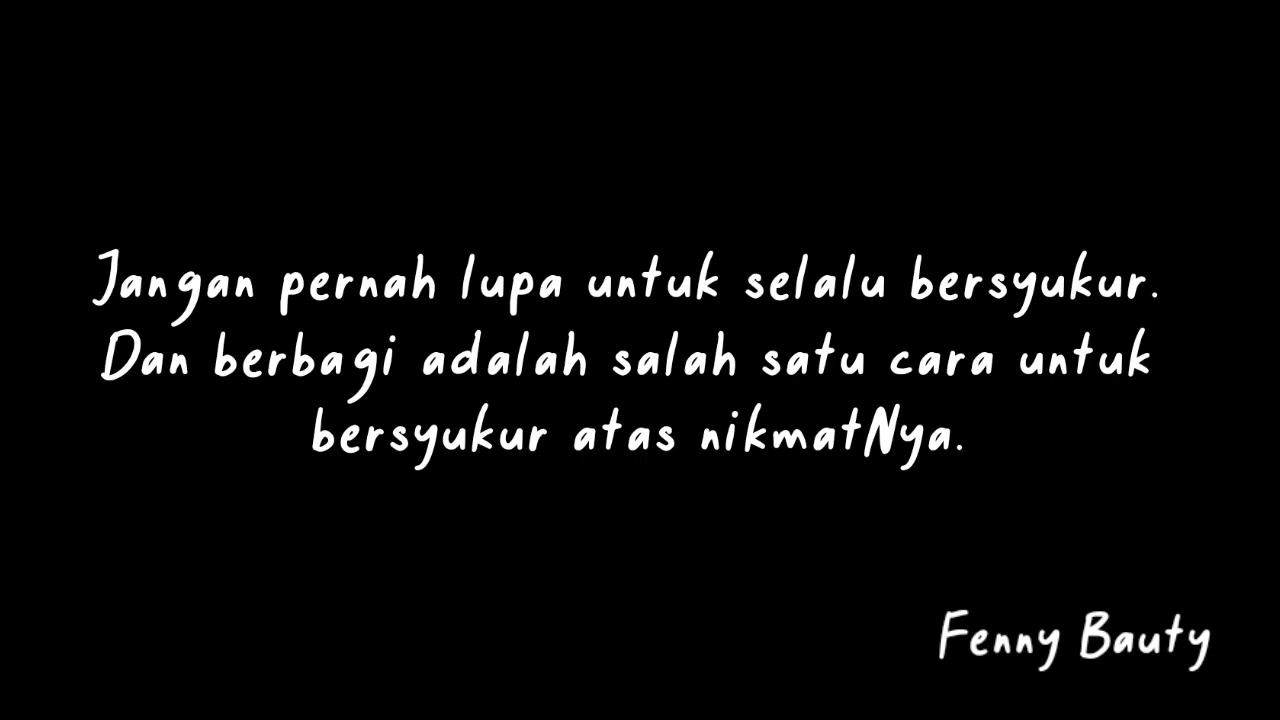 Jangan pernah lupa untuk selalu bersyukur.
Dan berbagi adalah salah satu cara untuk
bersyukur atas nikmatNya.
Fenny Bauty